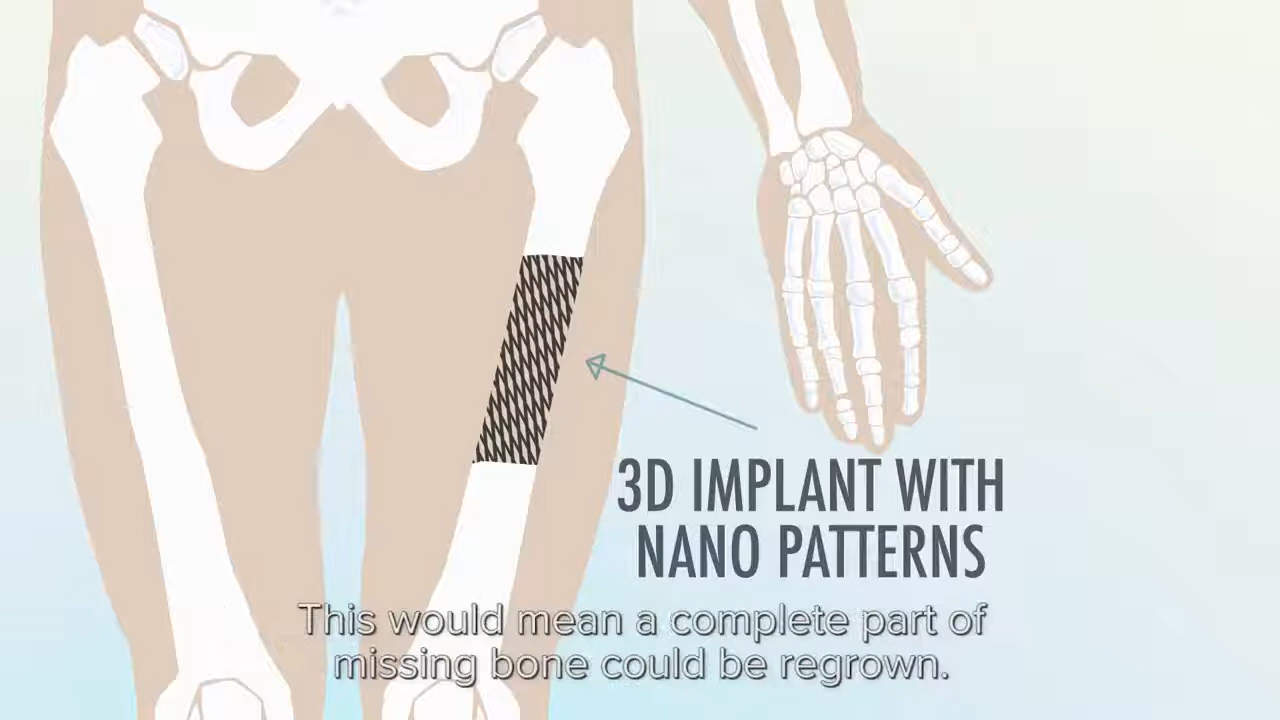 3D IMPLANT WITH
NANO PATTERNS
This would mean a complete part of
missing bone could be regrown.